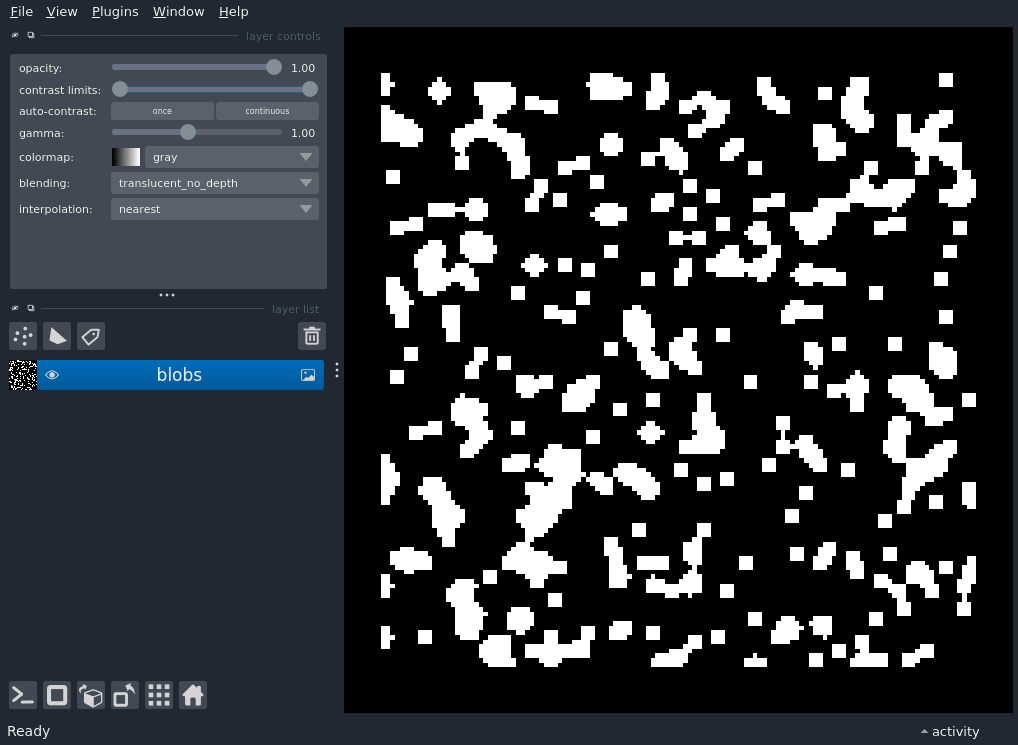 File View Plugins Window Help
layer controls
opacity: 1.00
contrast limits:
auto-contrast: once continuous
gamma: 1.00
colormap: gray
blending: translucent_no_depth
interpolation: nearest
layer list
blobs
Ready activity